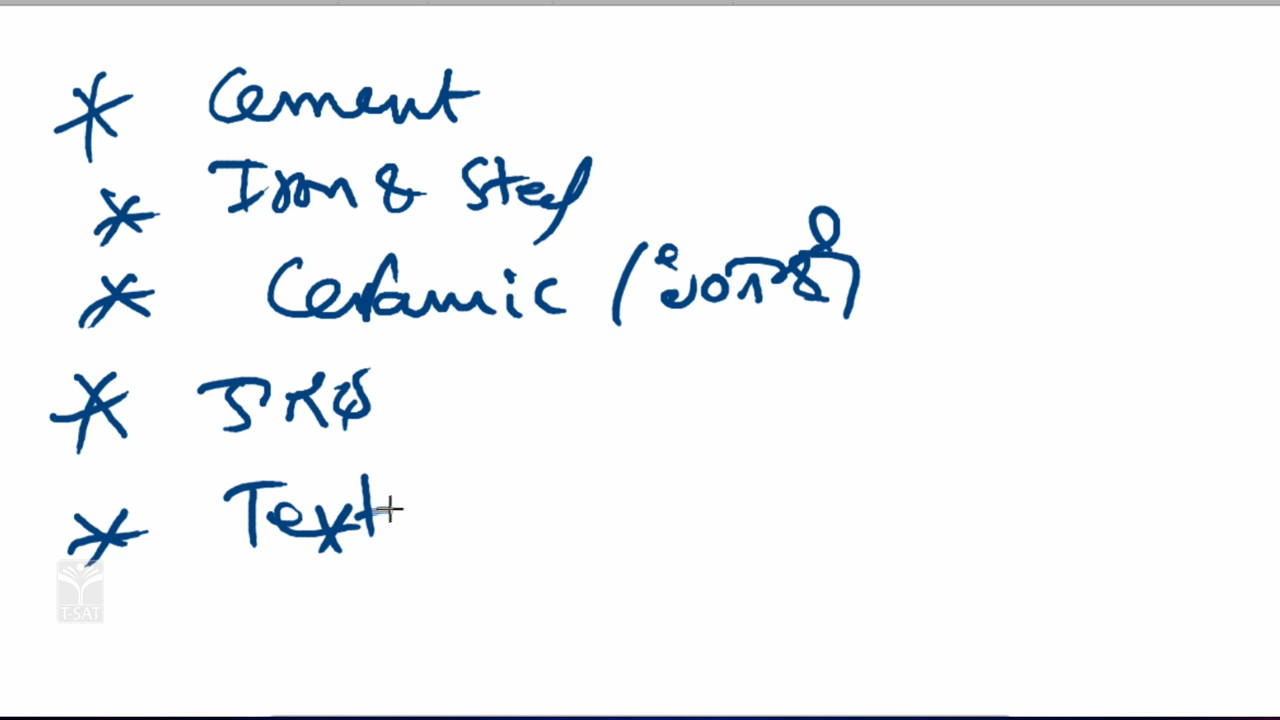 * Cement
* Iron & Steel
* Ceramic (పింగాణీ)
*
* Text
T-SAT